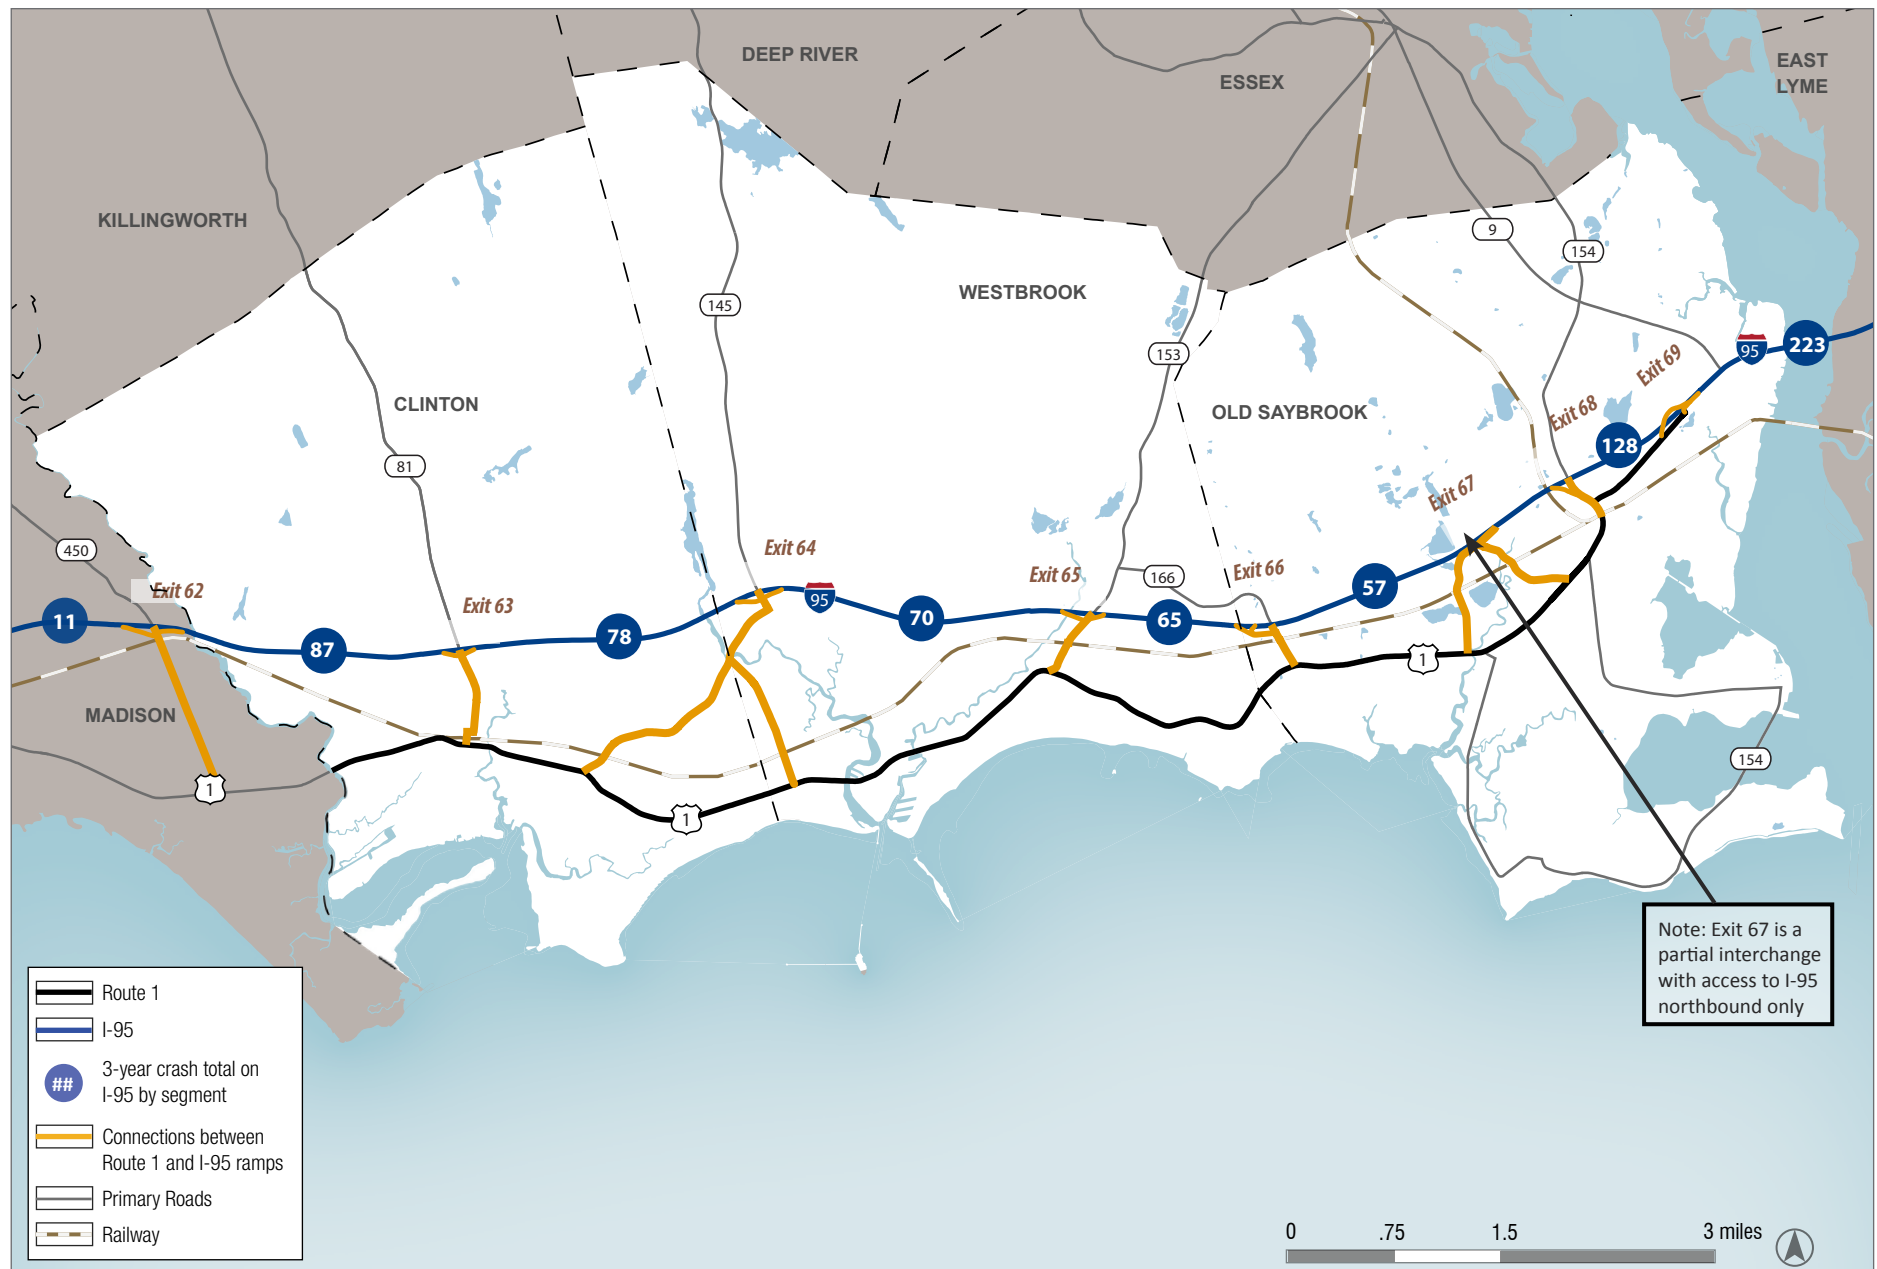 DEEP RIVER
ESSEX
EAST
LYME
KILLINGWORTH
9
154
WESTBROOK
145
95
223
153
Exit 69
CLINTON
OLD SAYBROOK
Exit 68
128
81
Exit 67
450
Exit 64
Exit 62
Exit 63
Exit 65
166
Exit 66
57
95
11
87
78
70
65
1
MADISON
1
1
154
Note: Exit 67 is a
partial interchange
with access to I-95
northbound only
Route 1
I-95
##
3-year crash total on
I-95 by segment
Connections between
Route 1 and I-95 ramps
Primary Roads
Railway
0 .75 1.5 3 miles